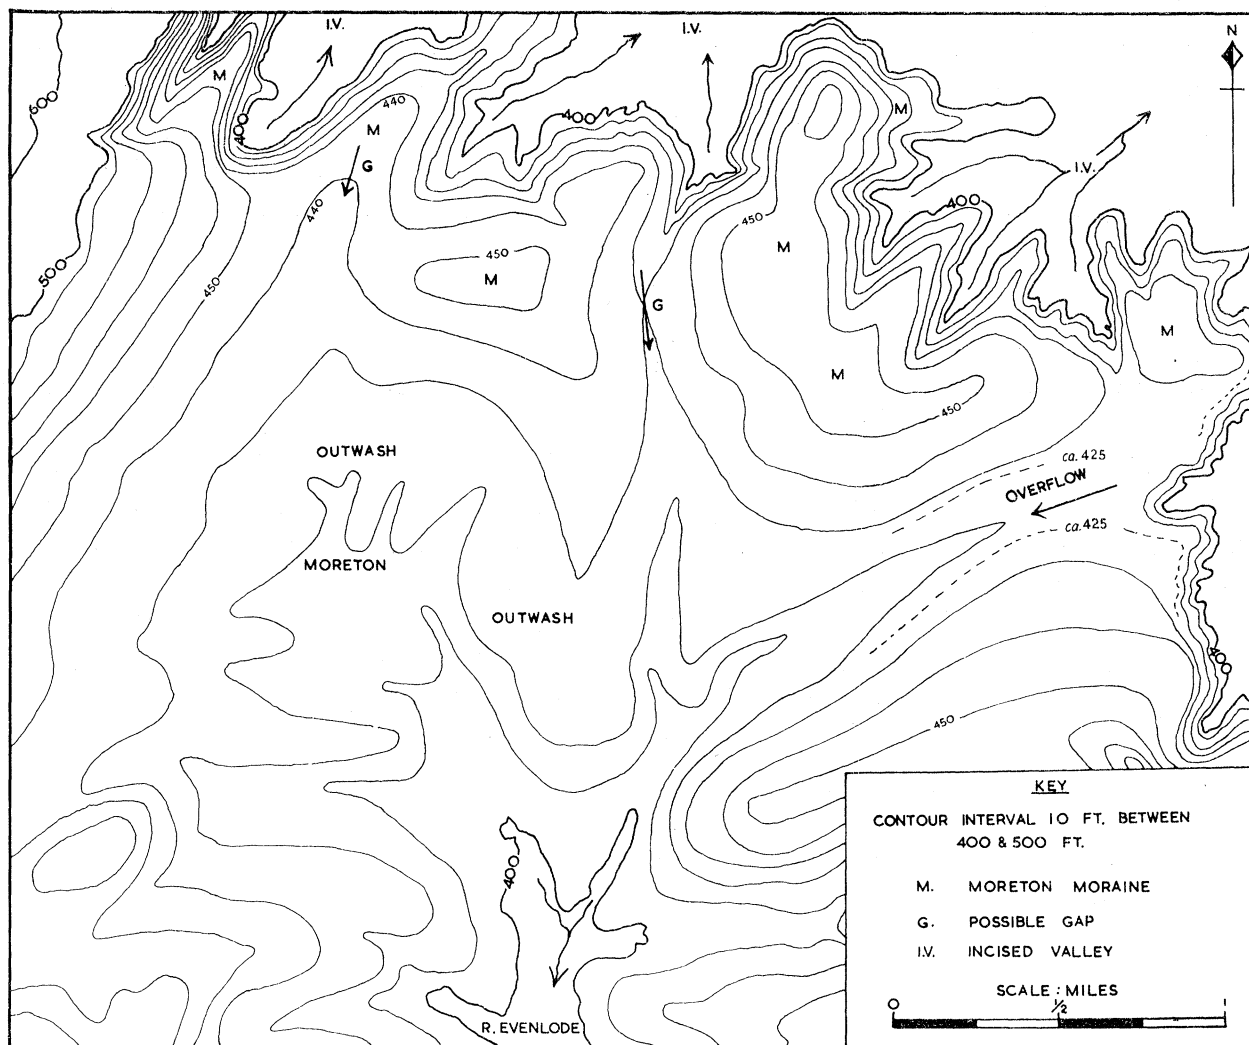 I.V.
I.V.
N
600
M
440
M
400
400
M
G
I.V.
440
450
400
M
450
450
M
500
G
M
M
450
ca. 425
OUTWASH
OVERFLOW
ca. 425
MORETON
OUTWASH
400
450
400
R. EVENLODE
KEY
CONTOUR INTERVAL 10 FT. BETWEEN
400 & 500 FT.
M. MORETON MORAINE
G. POSSIBLE GAP
I.V. INCISED VALLEY
SCALE : MILES
0 1/2 1